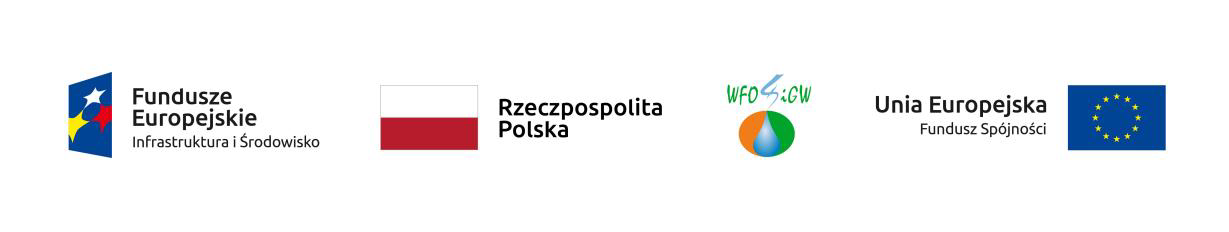 Fundusze
Europejskie
Infrastruktura i Środowisko
Rzeczpospolita
Polska
WFOŚiGW
Unia Europejska
Fundusz Spójności